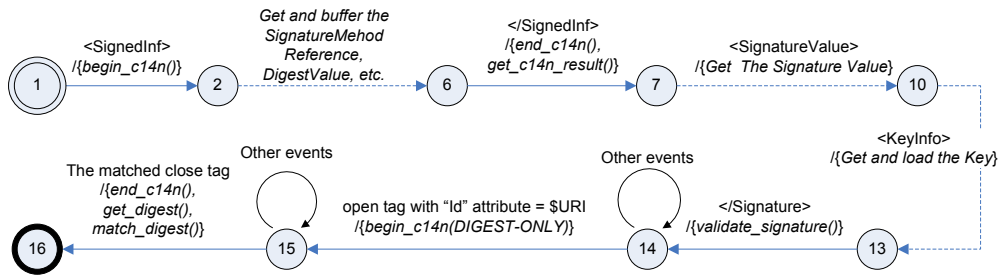 <SignedInf>
/{begin_c14n()}
Get and buffer the
SignatureMehod
Reference,
DigestValue, etc.
</SignedInf>
/{end_c14n(),
get_c14n_result()}
<SignatureValue>
/{Get The Signature Value}
1
2
6
7
10
<KeyInfo>
/{Get and load the Key}
The matched close tag
/{end_c14n(),
get_digest(),
match_digest()}
Other events
open tag with “Id” attribute = $URI
/{begin_c14n(DIGEST-ONLY)}
Other events
</Signature>
/{validate_signature()}
16
15
14
13